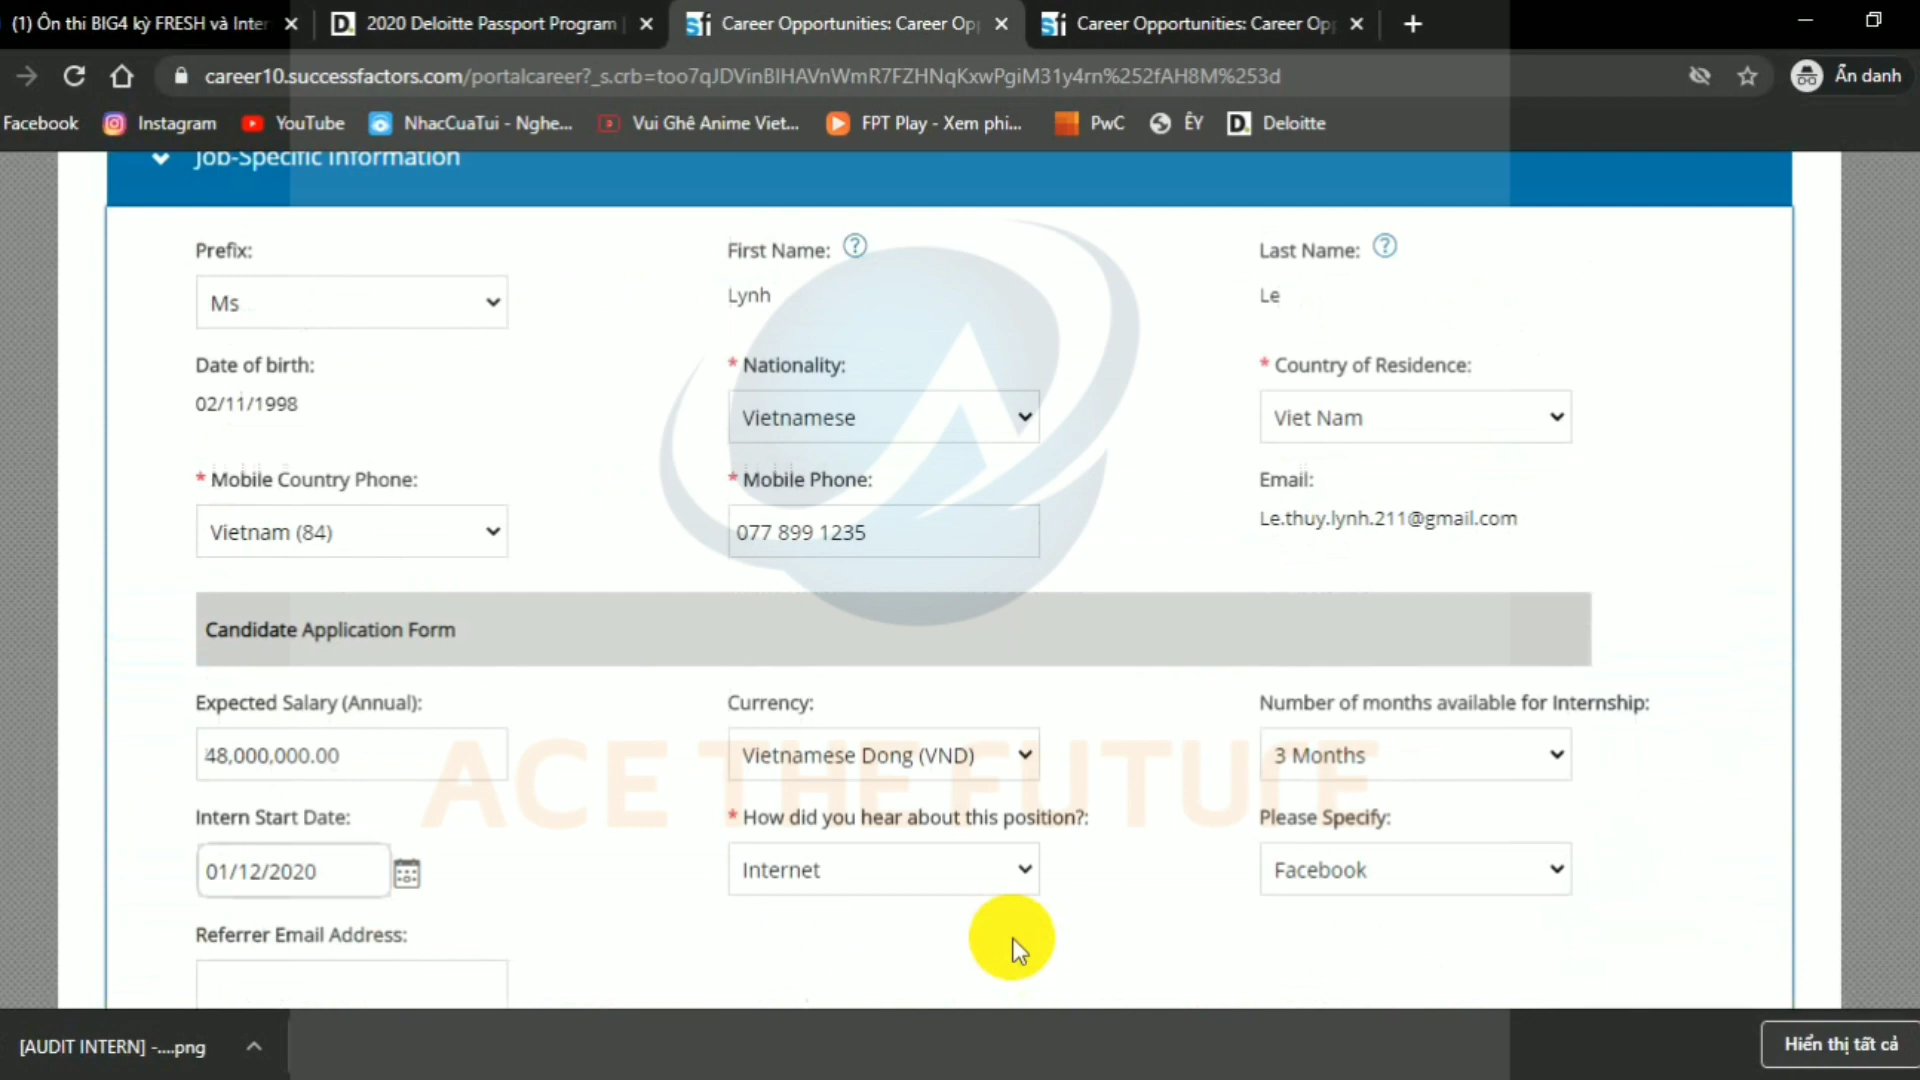 (1) Ôn thi BIG4 kỳ FRESH và Inter
2020 Deloitte Passport Program
Career Opportunities: Career Op
Career Opportunities: Career Op
career10.successfactors.com/portalcareer?_s.crb=too7qJDVinBIHAVnWmR7FZHNqKxwPgiM31y4rn%252fAH8M%253d
Ẩn danh
Facebook
Instagram
YouTube
NhacCuaTui - Nghe...
Vui Ghê Anime Viet...
FPT Play - Xem phi...
PwC
ÊY
Deloitte
Job-Specific Information
Prefix:
First Name:
Last Name:
Ms
Lynh
Le
Date of birth:
* Nationality:
* Country of Residence:
02/11/1998
Vietnamese
Viet Nam
* Mobile Country Phone:
* Mobile Phone:
Email:
Vietnam (84)
077 899 1235
Le.thuy.lynh.211@gmail.com
Candidate Application Form
Expected Salary (Annual):
Currency:
Number of months available for Internship:
48,000,000.00
Vietnamese Dong (VND)
3 Months
ACE THE FUTURE
Intern Start Date:
* How did you hear about this position?:
Please Specify:
01/12/2020
Internet
Facebook
Referrer Email Address:
[AUDIT INTERN] -....png
Hiển thị tất cả